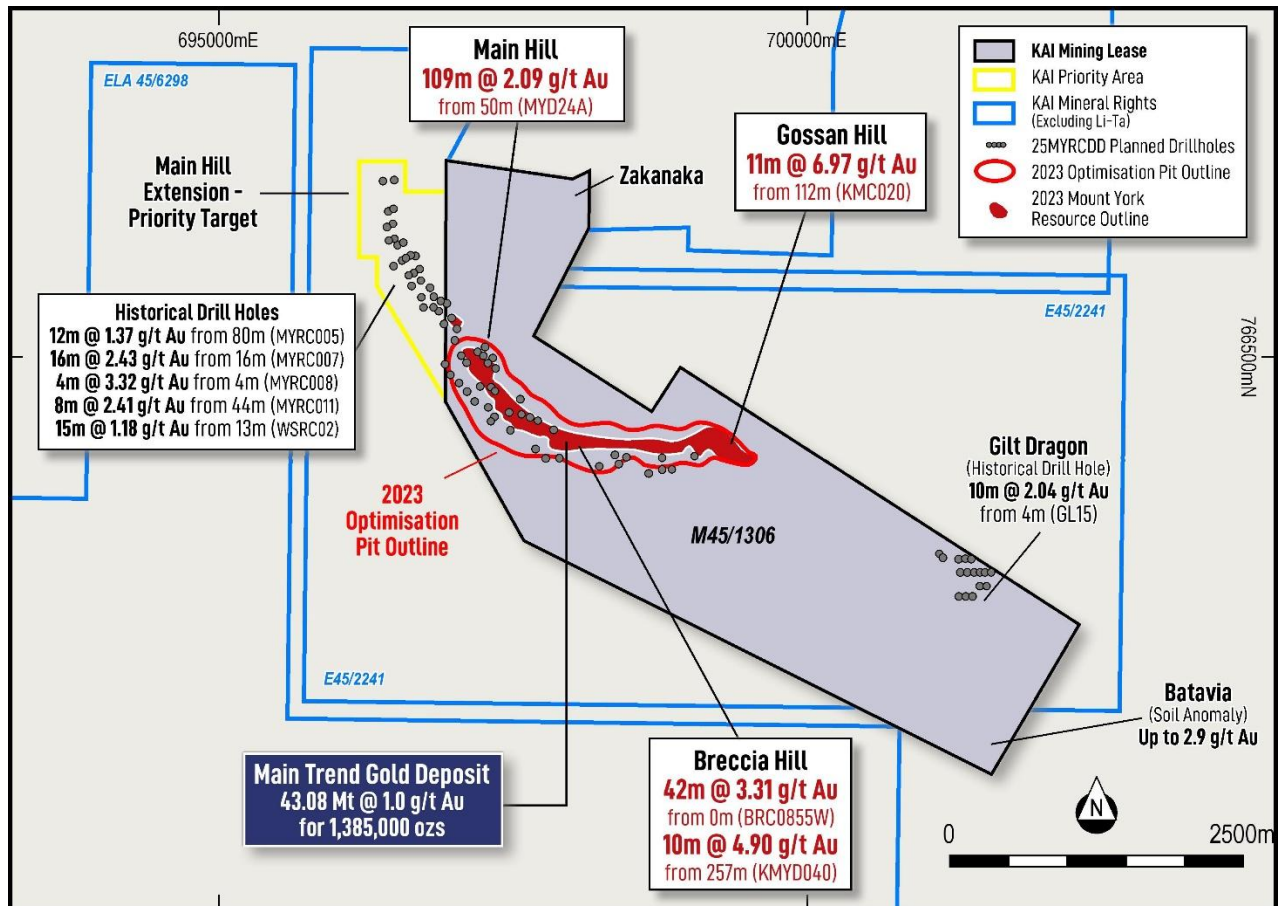 695000mE
700000mE
ELA 45/6298
Main Hill
109m @ 2.09 g/t Au
from 50m (MYD24A)
KAI Mining Lease
KAI Priority Area
KAI Mineral Rights
(Excluding Li-Ta)
25MYRCDD Planned Drillholes
2023 Optimisation Pit Outline
2023 Mount York
Resource Outline
Gossan Hill
11m @ 6.97 g/t Au
from 112m (KMC020)
Zakanaka
Main Hill
Extension –
Priority Target
Historical Drill Holes
12m @ 1.37 g/t Au from 80m (MYRC005)
16m @ 2.43 g/t Au from 16m (MYRC007)
4m @ 3.32 g/t Au from 4m (MYRC008)
8m @ 2.41 g/t Au from 44m (MYRC011)
15m @ 1.18 g/t Au from 13m (WSRC02)
E45/2241
766500mN
Gilt Dragon
(Historical Drill Hole)
10m @ 2.04 g/t Au
from 4m (GL15)
2023
Optimisation
Pit Outline
M45/1306
E45/2241
Batavia
(Soil Anomaly)
Up to 2.9 g/t Au
Main Trend Gold Deposit
43.08 Mt @ 1.0 g/t Au
for 1,385,000 ozs
Breccia Hill
42m @ 3.31 g/t Au
from 0m (BRC0855W)
10m @ 4.90 g/t Au
from 257m (KMYD040)
N
0 2500m